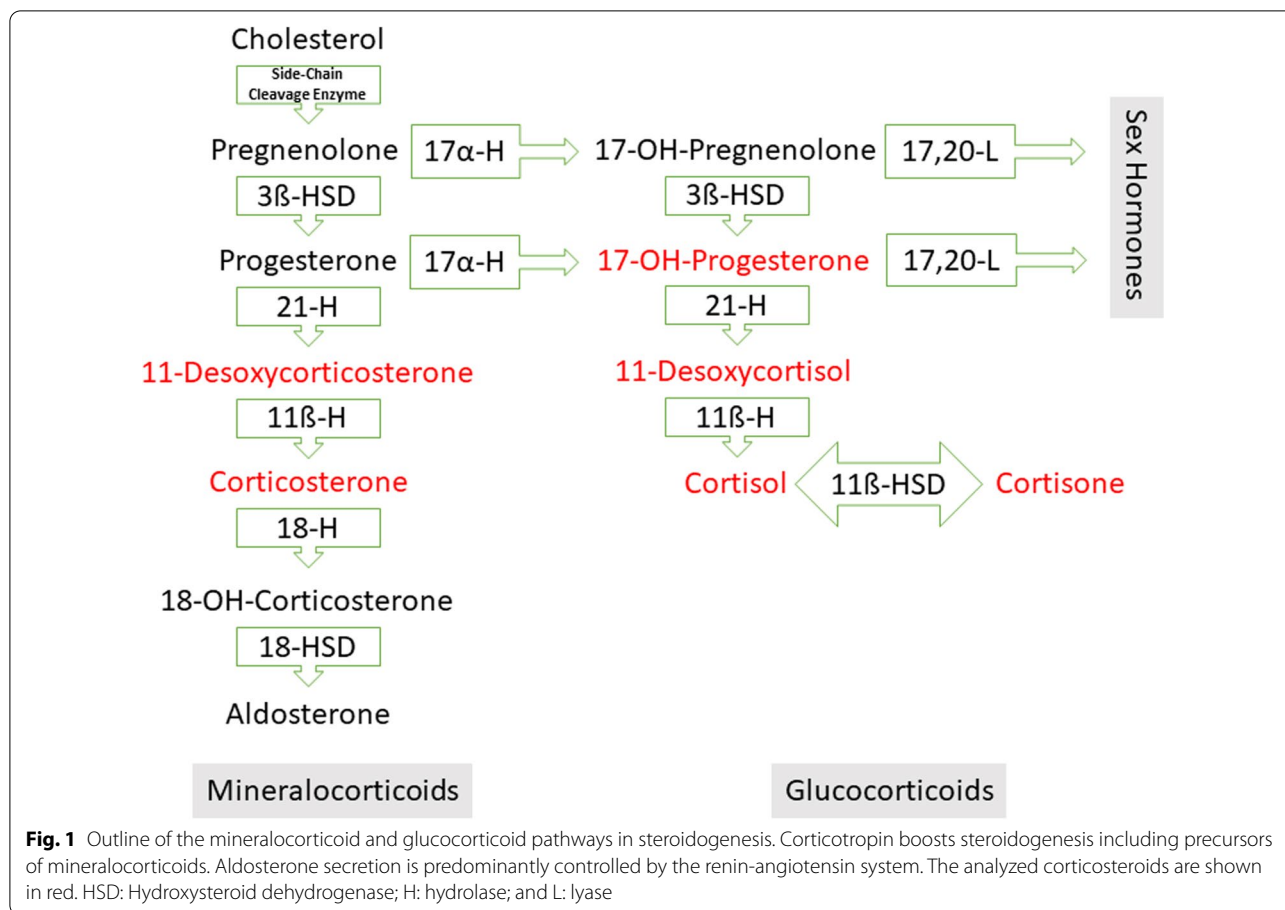 Cholesterol
Side-Chain
Cleavage Enzyme
Pregnenolone 17α-H 17-OH-Pregnenolone 17,20-L
3ß-HSD 3ß-HSD
Progesterone 17α-H 17-OH-Progesterone 17,20-L
Sex Hormones
21-H 21-H
11-Desoxycorticosterone 11-Desoxycortisol
11ß-H 11ß-H
Corticosterone Cortisol 11ß-HSD Cortisone
18-H
18-OH-Corticosterone
18-HSD
Aldosterone
Mineralocorticoids Glucocorticoids
Fig. 1 Outline of the mineralocorticoid and glucocorticoid pathways in steroidogenesis. Corticotropin boosts steroidogenesis including precursors
of mineralocorticoids. Aldosterone secretion is predominantly controlled by the renin-angiotensin system. The analyzed corticosteroids are shown
in red. HSD: Hydroxysteroid dehydrogenase; H: hydrolase; and L: lyase